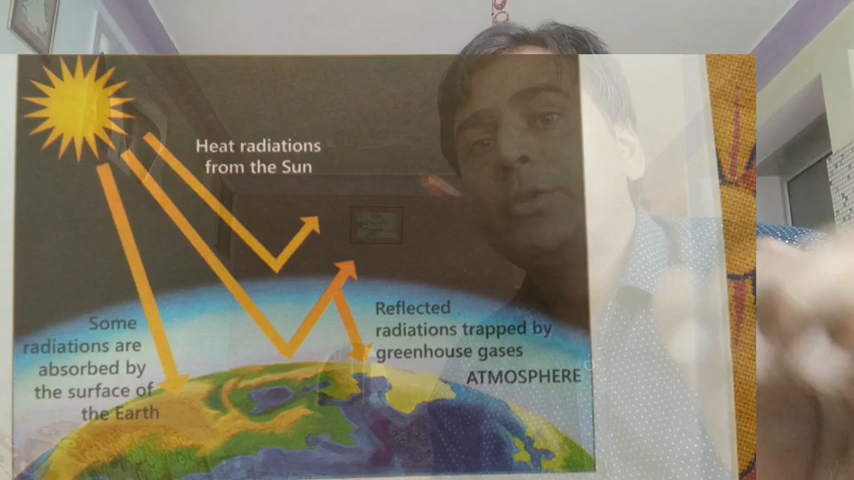 Heat radiations
from the Sun
Some
radiations are
absorbed by
the surface of
the Earth
Reflected
radiations trapped by
greenhouse gases
ATMOSPHERE